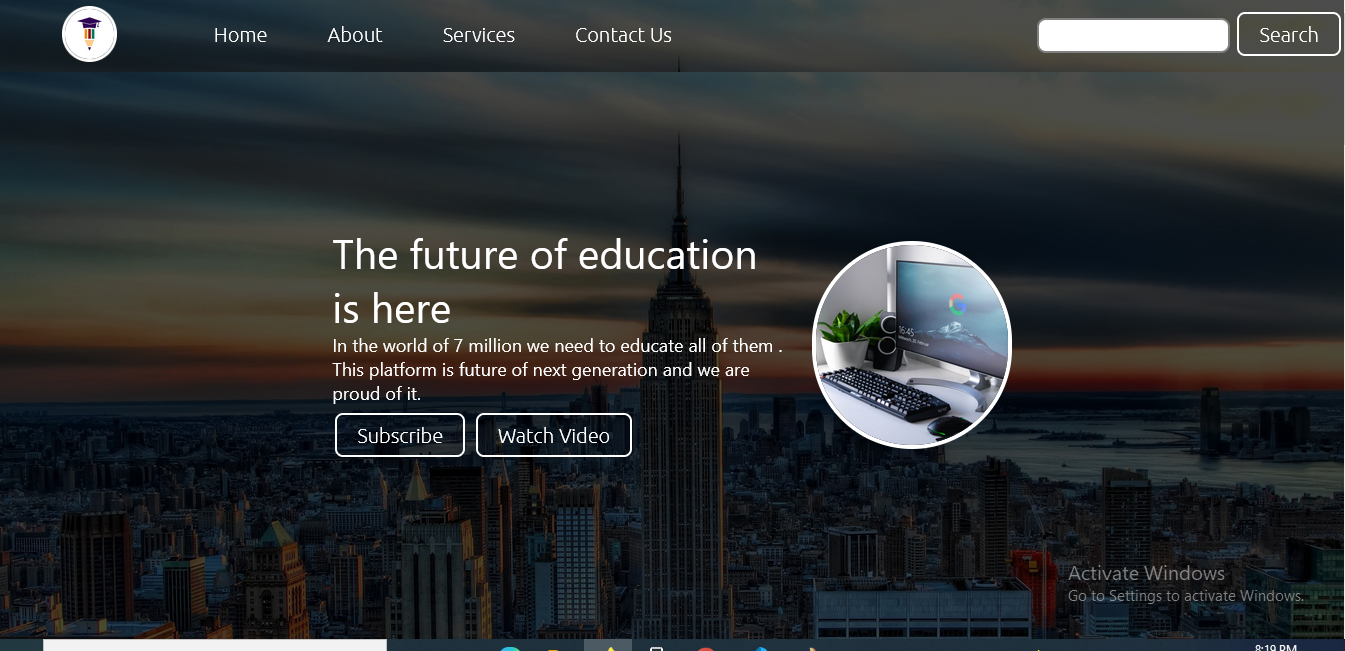 Home About Services Contact Us Search
The future of education
is here
In the world of 7 million we need to educate all of them .
This platform is future of next generation and we are
proud of it.
Subscribe Watch Video
16:45
Activate Windows
Go to Settings to activate Windows.
8:19 PM